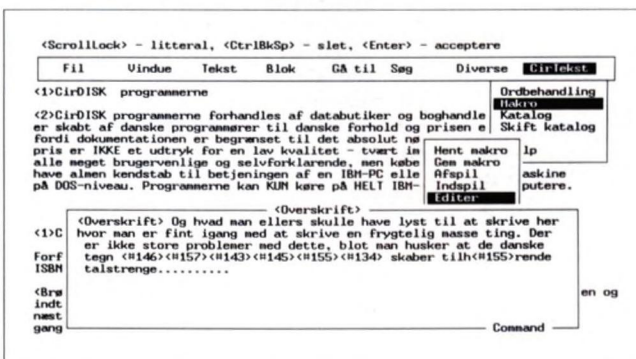 <ScrollLock> - litteral, <CtrlBkSp> - slet, <Enter> - acceptere
Fil Vindue Tekst Blok Gå til Søg Diverse CirTekst
<1>CirDISK programmerne
Ordbehandling
Makro
Katalog
Skift katalog
<2>CirDISK programmerne forhandles af databutiker og boghandle
er skabt af danske programmører til danske forhold og prisen e
fordi dokumentationen er begrænset til det absolut nø
pris er IKKE et udtryk for en lav kvalitet - tvært im
lp
alle meget brugervenlige og selvforklarende, men købe
have almen kendstab til betjeningen af en IBM-PC elle
askine
på DOS-niveau. Programmerne kan KUN køre på HELT IBM-
putere.
Hent makro
Gem makro
Afspil
Indspil
Editer
<Overskrift>
<Overskrift> Og hvad man ellers skulle have lyst til at skrive her
hvor man er fint igang med at skrive en frygtelig masse ting. Der
er ikke store problemer med dette, blot man husker at de danske
tegn <#146><#157><#143><#145><#155><#134> skaber tilh<#155>rende
talstrenge..........
Command
<1>C
Forf
ISBN
<Brø
en og
indt
næst
gang